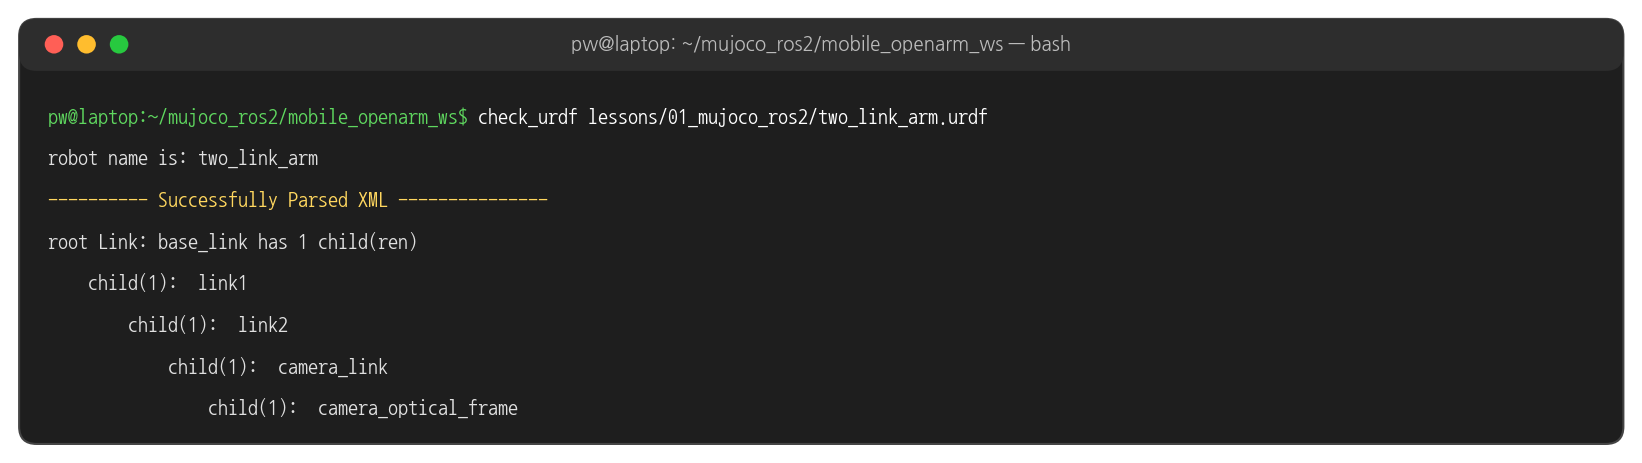 pw@laptop: ~/mujoco_ros2/mobile_openarm_ws — bash
pw@laptop:~/mujoco_ros2/mobile_openarm_ws$ check_urdf lessons/01_mujoco_ros2/two_link_arm.urdf
robot name is: two_link_arm
---------- Successfully Parsed XML ---------------
root Link: base_link has 1 child(ren)
    child(1):  link1
        child(1):  link2
            child(1):  camera_link
                child(1):  camera_optical_frame